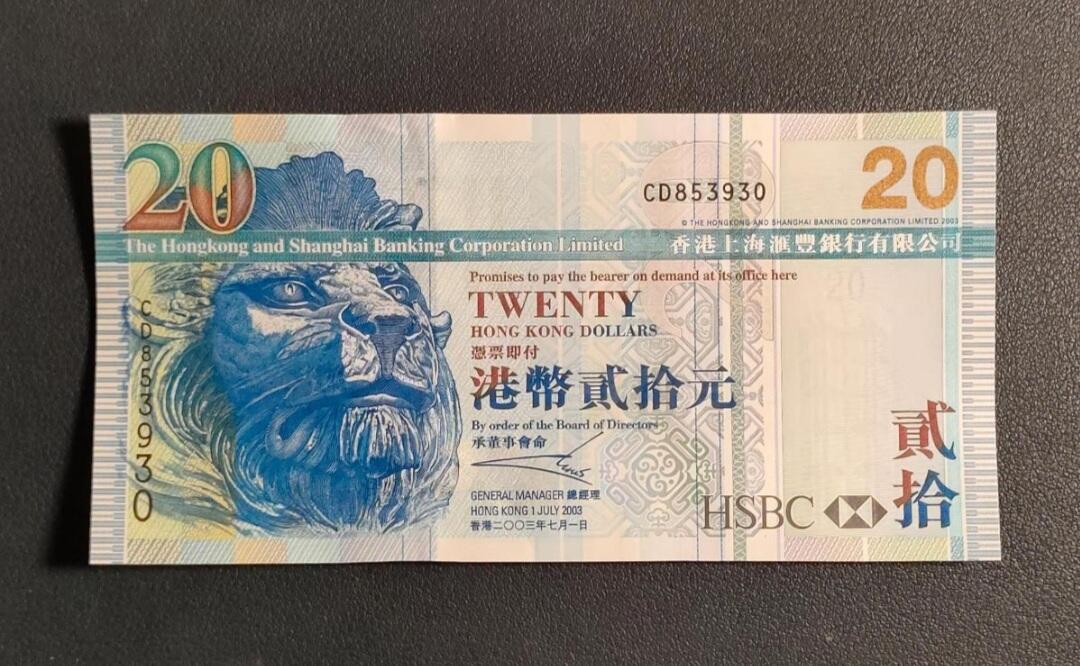 20
CD853930
20
© THE HONGKONG AND SHANGHAI BANKING CORPORATION LIMITED 2003
The Hongkong and Shanghai Banking Corporation Limited 香港上海滙豐銀行有限公司
Promises to pay the bearer on demand at its office here
TWENTY
HONG KONG DOLLARS
憑票即付
港幣貳拾元
By order of the Board of Directors
承董事會命
GENERAL MANAGER 總經理
HONG KONG 1 JULY 2003
香港二〇〇三年七月一日
CD853930
20
HSBC
貳拾